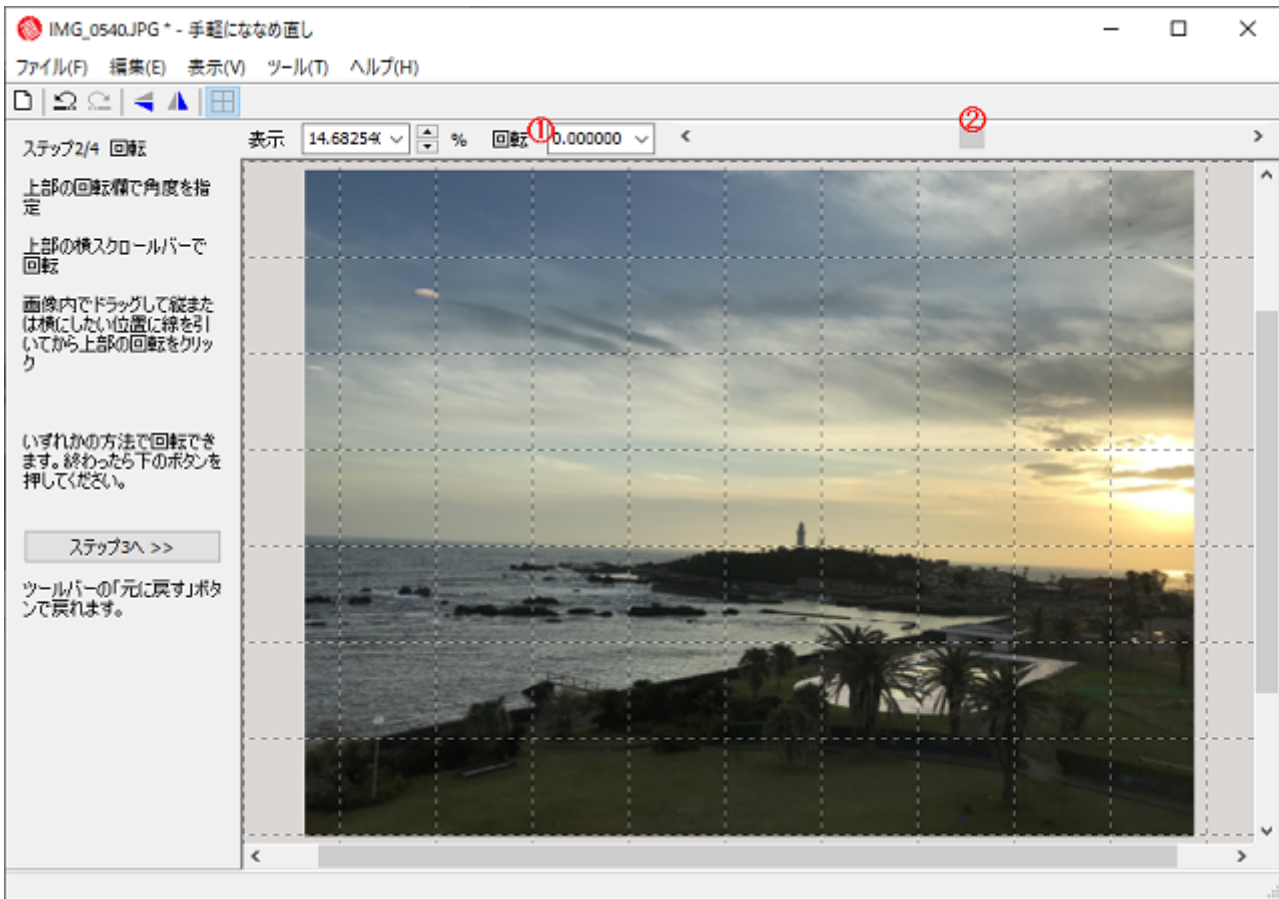 IMG_0540.JPG * - 手軽にななめ直し
ファイル(F) 編集(E) 表示(V) ツール(T) ヘルプ(H)
表示 14.682540 % 回転 ① 0.000000 ②
ステップ2/4 回転
上部の回転欄で角度を指
定
上部の横スクロールバーで
回転
画像内でドラッグして縦また
は横にしたい位置に線を引
いてから上部の回転をクリッ
ク
いずれかの方法で回転でき
ます。終わったら下のボタンを
押してください。
ステップ3へ >>
ツールバーの「元に戻す」ボタ
ンで戻れます。